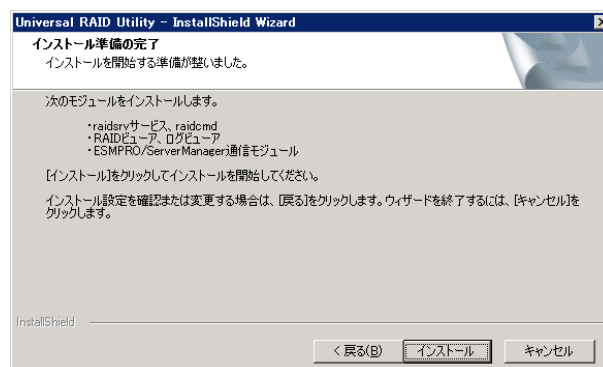 Universal RAID Utility - InstallShield Wizard
インストール準備の完了
インストールを開始する準備が整いました。
次のモジュールをインストールします。
・raidsrvサービス、raidcmd
・RAIDビューア、ログビューア
・ESMPRO/ServerManager通信モジュール
[インストール]をクリックしてインストールを開始してください。
インストール設定を確認または変更する場合は、[戻る]をクリックします。ウィザードを終了するには、[キャンセル]を
クリックします。
InstallShield
< 戻る(B) インストール キャンセル